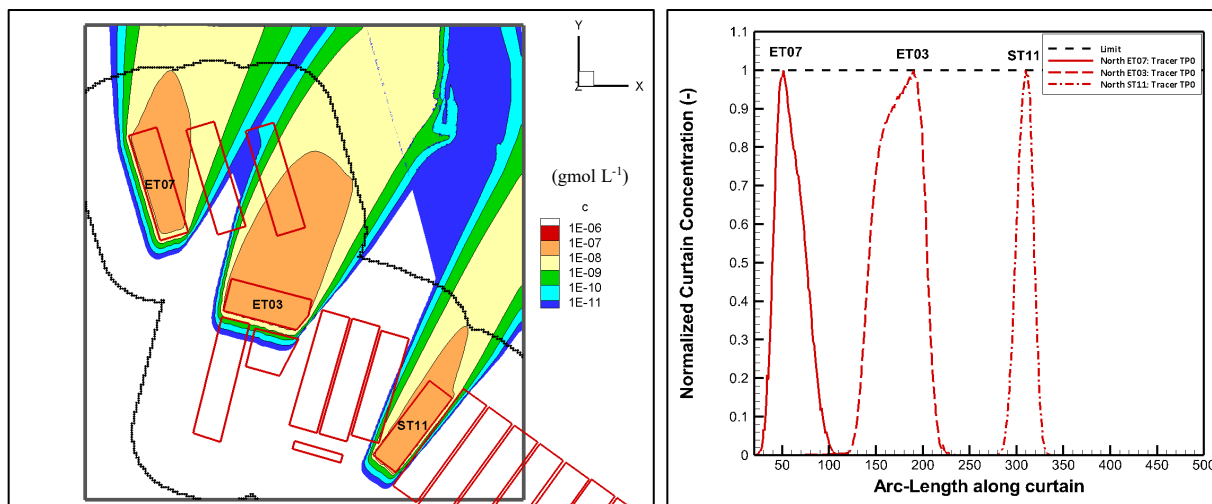 Y
Z
X
ET07
ET03
ST11
(gmol L-1)
c
1E-06
1E-07
1E-08
1E-09
1E-10
1E-11
Normalized Curtain Concentration (-)
1.1
1
0.9
0.8
0.7
0.6
0.5
0.4
0.3
0.2
0.1
0
ET07
ET03
ST11
Limit
North ET07: Tracer TP0
North ET03: Tracer TP0
North ST11: Tracer TP0
50 100 150 200 250 300 350 400 450 500
Arc-Length along curtain